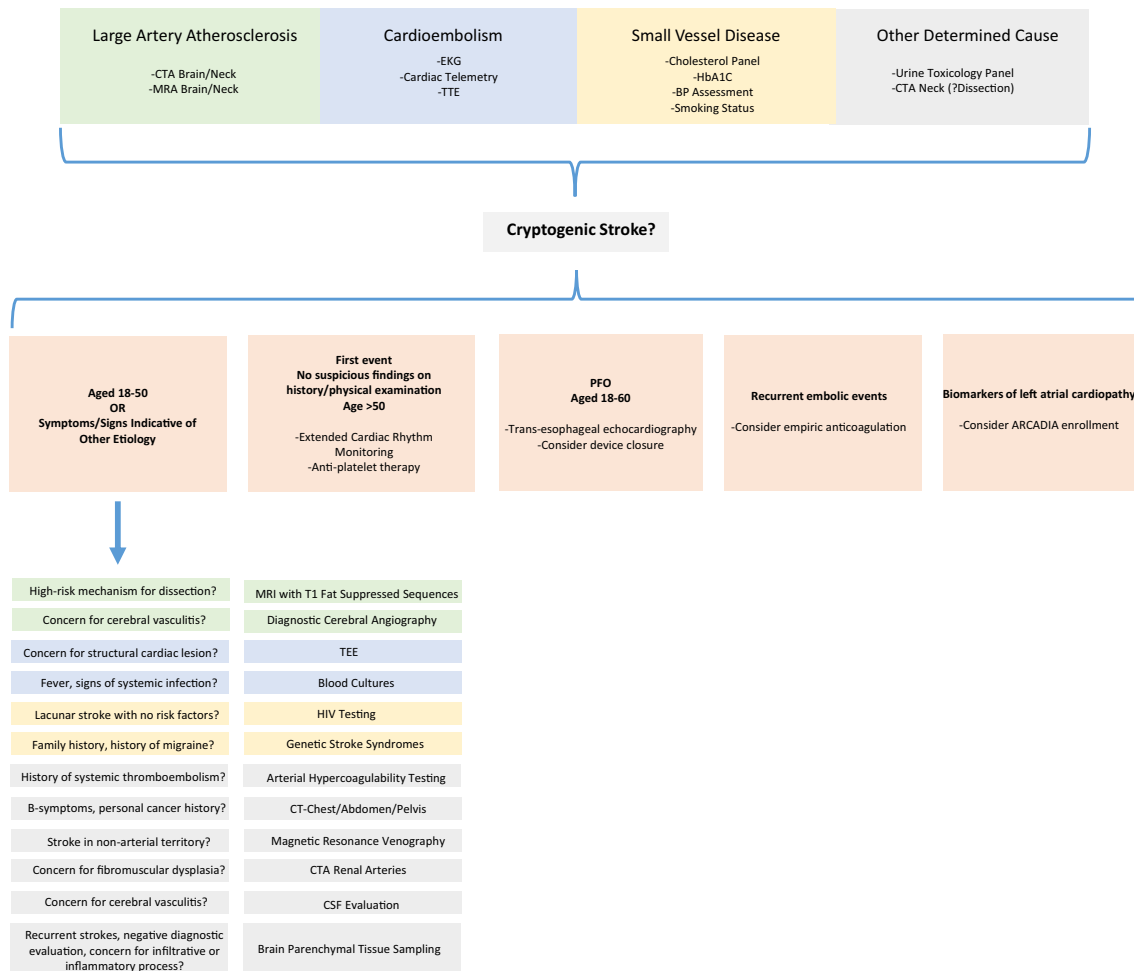 Large Artery Atherosclerosis
-CTA Brain/Neck
-MRA Brain/Neck
Cardioembolism
-EKG
-Cardiac Telemetry
-TTE
Small Vessel Disease
-Cholesterol Panel
-HbA1C
-BP Assessment
-Smoking Status
Other Determined Cause
-Urine Toxicology Panel
-CTA Neck (?Dissection)
Cryptogenic Stroke?
Aged 18-50
OR
Symptoms/Signs Indicative of
Other Etiology
First event
No suspicious findings on
history/physical examination
Age >50
-Extended Cardiac Rhythm
Monitoring
-Anti-platelet therapy
PFO
Aged 18-60
-Trans-esophageal echocardiography
-Consider device closure
Recurrent embolic events
-Consider empiric anticoagulation
Biomarkers of left atrial cardiopathy
-Consider ARCADIA enrollment
High-risk mechanism for dissection?
MRI with T1 Fat Suppressed Sequences
Concern for cerebral vasculitis?
Diagnostic Cerebral Angiography
Concern for structural cardiac lesion?
TEE
Fever, signs of systemic infection?
Blood Cultures
Lacunar stroke with no risk factors?
HIV Testing
Family history, history of migraine?
Genetic Stroke Syndromes
History of systemic thromboembolism?
Arterial Hypercoagulability Testing
B-symptoms, personal cancer history?
CT-Chest/Abdomen/Pelvis
Stroke in non-arterial territory?
Magnetic Resonance Venography
Concern for fibromuscular dysplasia?
CTA Renal Arteries
Concern for cerebral vasculitis?
CSF Evaluation
Recurrent strokes, negative diagnostic
evaluation, concern for infiltrative or
inflammatory process?
Brain Parenchymal Tissue Sampling